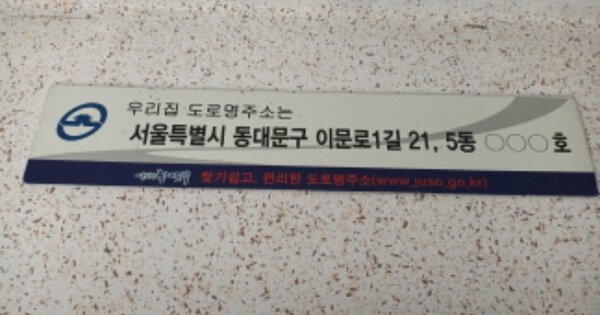 우리집 도로명주소는
서울특별시 동대문구 이문로1길 21, 5동 ○○○호
찾기쉽고, 편리한 도로명주소(www.juso.go.kr)